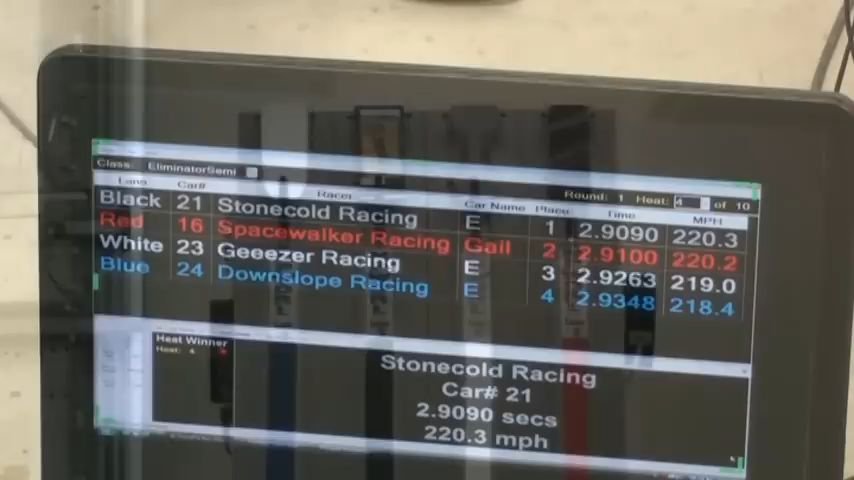 Class: EliminatorSemi
Round: 1 Heat: 4 of 10
Lane Car# Racer Car Name Place Time MPH
Black 21 Stonecold Racing E 1 2.9090 220.3
Red 16 Spacewalker Racing Gail 2 2.9100 220.2
White 23 Geeezer Racing E 3 2.9263 219.0
Blue 24 Downslope Racing E 4 2.9348 218.4
Heat Winner
Heat: 4
Stonecold Racing
Car# 21
2.9090 secs
220.3 mph